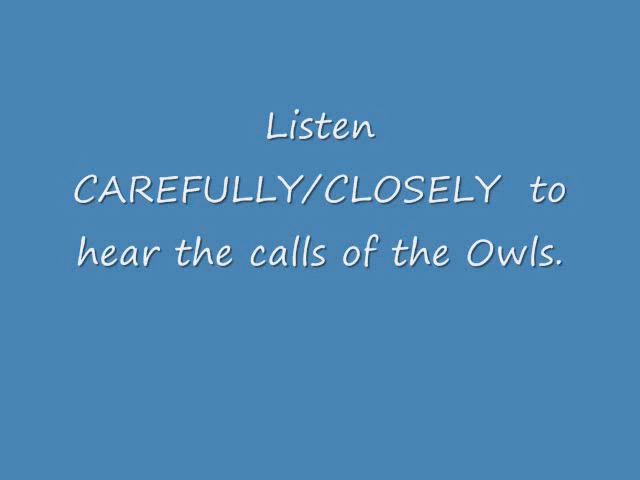 Listen
CAREFULLY/CLOSELY to
hear the calls of the Owls.